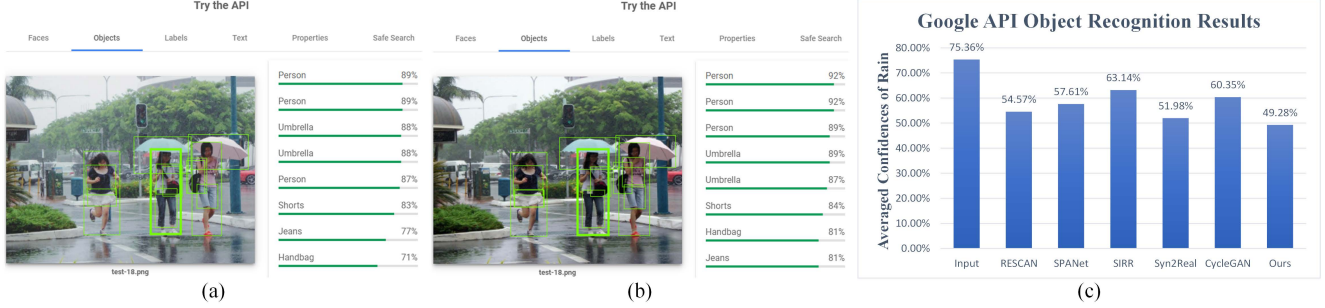 Try the API
Faces Objects Labels Text Properties Safe Search
Person 89%
Person 89%
Umbrella 88%
Umbrella 88%
Person 87%
Shorts 83%
Jeans 77%
Handbag 71%
test-18.png
(a)
Try the API
Faces Objects Labels Text Properties Safe Search
Person 92%
Person 92%
Person 89%
Umbrella 89%
Umbrella 87%
Shorts 84%
Handbag 81%
Jeans 81%
test-18.png
(b)
Google API Object Recognition Results
Averaged Confidences of Rain
80.00%
70.00%
60.00%
50.00%
40.00%
30.00%
20.00%
10.00%
0.00%
75.36%
54.57%
57.61%
63.14%
51.98%
60.35%
49.28%
Input RESCAN SPANet SIRR Syn2Real CycleGAN Ours
(c)